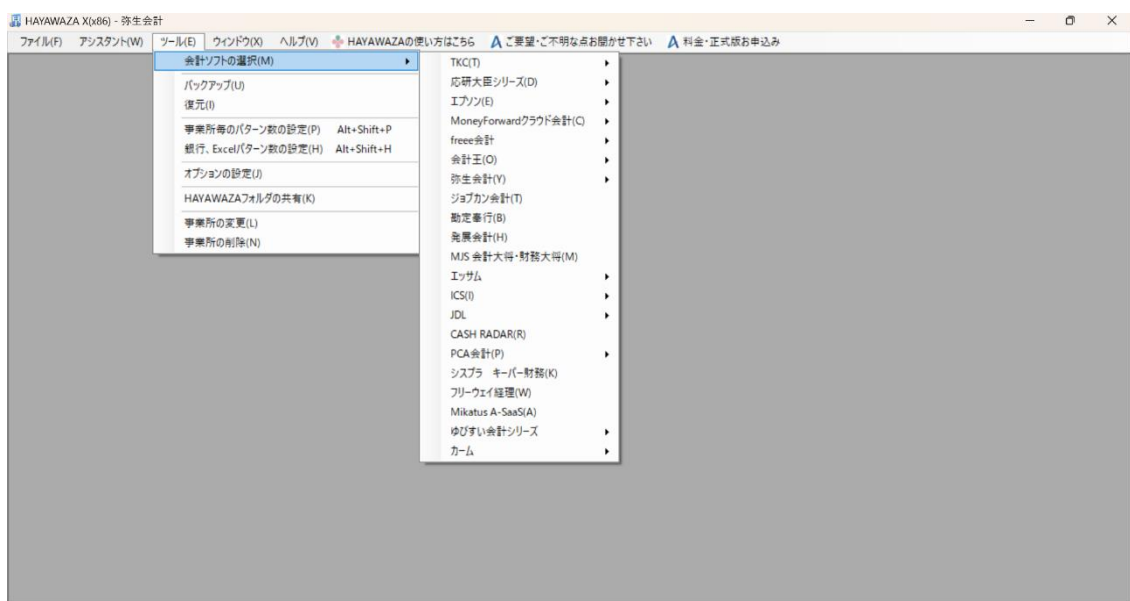 HAYAWAZA X(x86) - 弥生会計
ファイル(F) アシスタント(W) ツール(E) ウィンドウ(X) ヘルプ(V) HAYAWAZAの使い方はこちら ご要望・ご不明な点お聞かせ下さい 料金・正式版お申込み
会計ソフトの選択(M)
バックアップ(U)
復元(I)
事業所毎のパターン数の設定(P) Alt+Shift+P
銀行、Excelパターン数の設定(H) Alt+Shift+H
オプションの設定(J)
HAYAWAZAフォルダの共有(K)
事業所の変更(L)
事業所の削除(N)
TKC(T)
応研大臣シリーズ(D)
エプソン(E)
MoneyForwardクラウド会計(C)
freee会計
会計王(O)
弥生会計(Y)
ジョブカン会計(T)
勘定奉行(B)
発展会計(H)
MJS 会計大将・財務大将(M)
エッサム
ICS(I)
JDL
CASH RADAR(R)
PCA会計(P)
シスプラ キーパー財務(K)
フリーウェイ経理(W)
Mikatus A-SaaS(A)
ゆびすい会計シリーズ
カーム